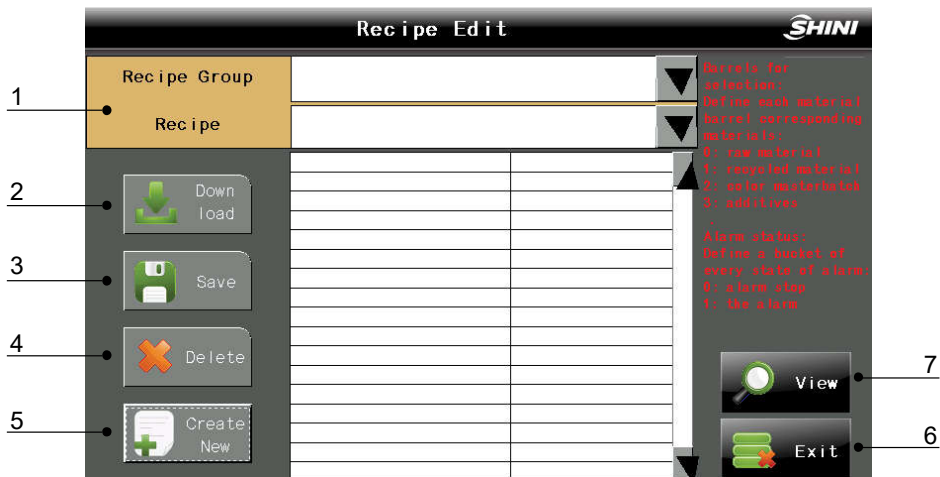 Recipe Edit
SHINI
Recipe Group
Recipe
1
2
3
4
5
Down
load
Save
Delete
Create
New
Barrels for
selection:
Define each material
barrel corresponding
materials:
0: raw material
1: recycled material
2: color masterbatch
3: additives
Alarm status:
Define a bucket of
every state of alarm
0: alarm stop
1: the alarm
View
7
Exit
6